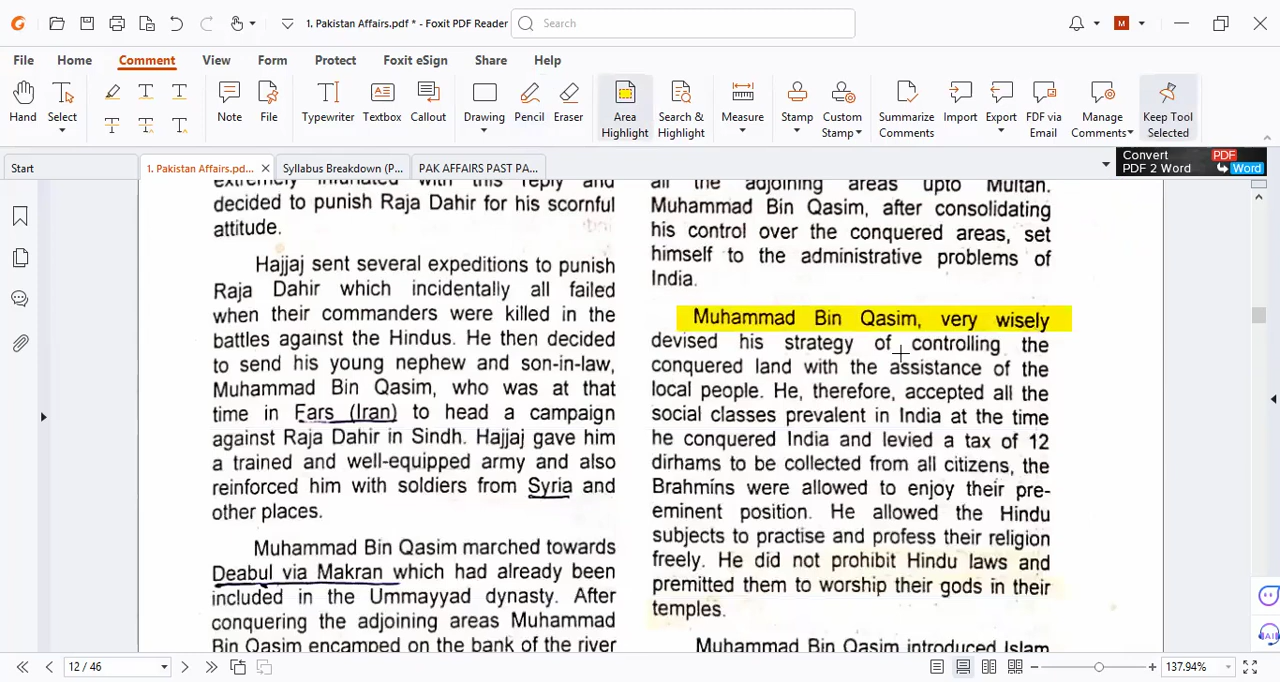 1. Pakistan Affairs.pdf * - Foxit PDF Reader
Search
M
File Home Comment View Form Protect Foxit eSign Share Help
Hand
Select
Note
File
Typewriter
Textbox
Callout
Drawing
Pencil
Eraser
Area Highlight
Search & Highlight
Measure
Stamp
Custom Stamp
Summarize Comments
Import
Export
FDF via Email
Manage Comments
Keep Tool Selected
Start
1. Pakistan Affairs.pd...
Syllabus Breakdown (P...
PAK AFFAIRS PAST PA...
Convert PDF
PDF 2 Word Word
extremely infuriated with this reply and
decided to punish Raja Dahir for his scornful
attitude.
Hajjaj sent several expeditions to punish
Raja Dahir which incidentally all failed
when their commanders were killed in the
battles against the Hindus. He then decided
to send his young nephew and son-in-law,
Muhammad Bin Qasim, who was at that
time in Fars (Iran) to head a campaign
against Raja Dahir in Sindh. Hajjaj gave him
a trained and well-equipped army and also
reinforced him with soldiers from Syria and
other places.
Muhammad Bin Qasim marched towards
Deabul via Makran which had already been
included in the Ummayyad dynasty. After
conquering the adjoining areas Muhammad
Bin Qasim encamped on the bank of the river
all the adjoining areas upto Multan.
Muhammad Bin Qasim, after consolidating
his control over the conquered areas, set
himself to the administrative problems of
India.
Muhammad Bin Qasim, very wisely
devised his strategy of controlling the
conquered land with the assistance of the
local people. He, therefore, accepted all the
social classes prevalent in India at the time
he conquered India and levied a tax of 12
dirhams to be collected from all citizens, the
Brahmins were allowed to enjoy their pre-
eminent position. He allowed the Hindu
subjects to practise and profess their religion
freely. He did not prohibit Hindu laws and
premitted them to worship their gods in their
temples.
Muhammad Bin Qasim introduced Islam
12 / 46
137.94%
AI